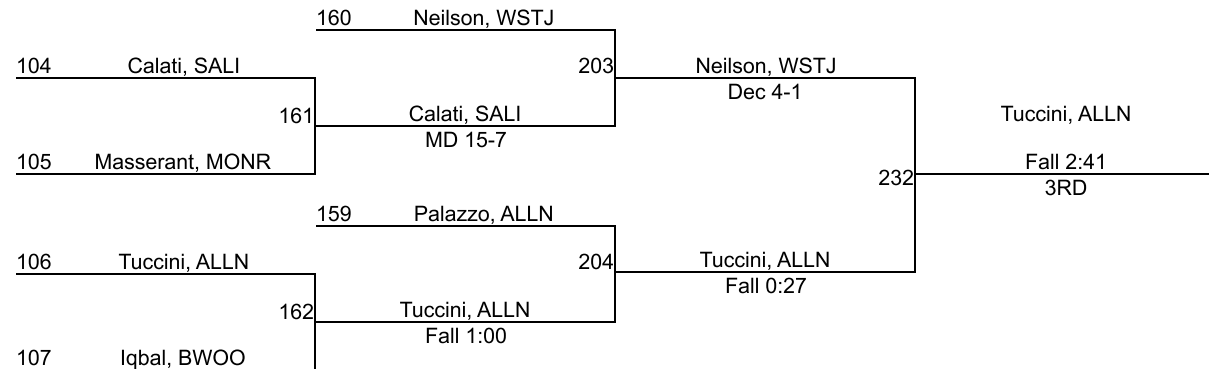 160 Neilson, WSTJ
104 Calati, SALI
203 Neilson, WSTJ
Dec 4-1
161 Calati, SALI
MD 15-7
Tuccini, ALLN
105 Masserant, MONR
Fall 2:41
232
3RD
159 Palazzo, ALLN
106 Tuccini, ALLN
204 Tuccini, ALLN
Fall 0:27
162 Tuccini, ALLN
Fall 1:00
107 Iqbal, BWOO